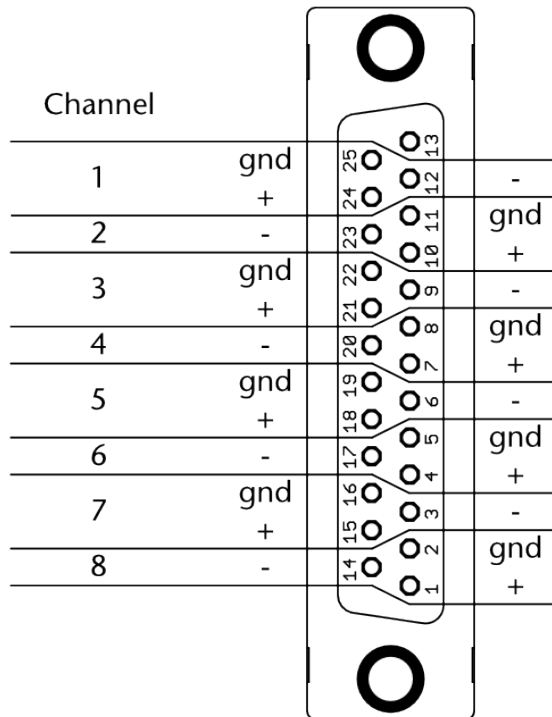 Channel
13
gnd 25
1 12 -
+ 24
11 gnd
2 - 23
10 +
gnd 22
3 9 -
+ 21
8 gnd
4 - 20
7 +
gnd 19
5 6 -
+ 18
5 gnd
6 - 17
4 +
gnd 16
7 3 -
+ 15
2 gnd
8 - 14
1 +